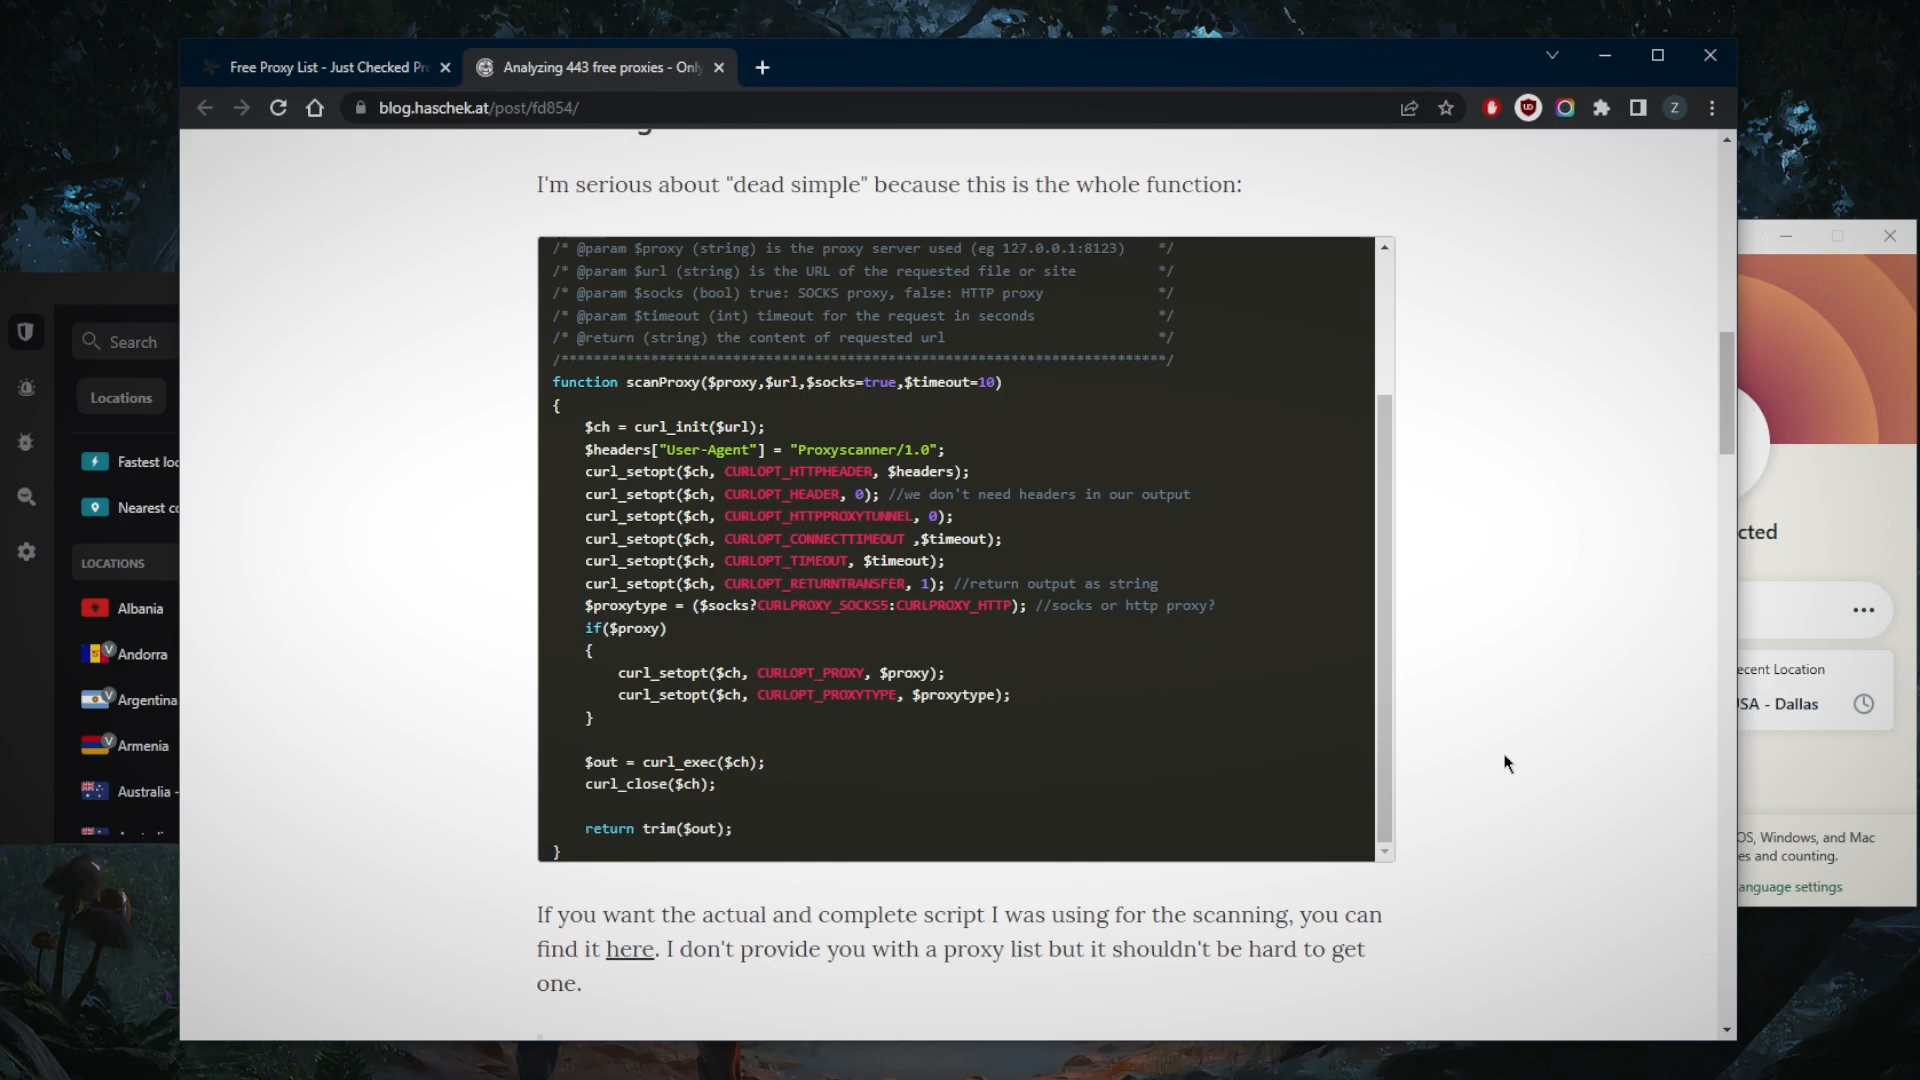 Free Proxy List - Just Checked Pr
Analyzing 443 free proxies - Onl
blog.haschek.at/post/fd854/
Z
I'm serious about "dead simple" because this is the whole function:
/* @param $proxy (string) is the proxy server used (eg 127.0.0.1:8123) */
/* @param $url (string) is the URL of the requested file or site */
/* @param $socks (bool) true: SOCKS proxy, false: HTTP proxy */
/* @param $timeout (int) timeout for the request in seconds */
/* @return (string) the content of requested url */
/***************************************************************************/
function scanProxy($proxy,$url,$socks=true,$timeout=10)
{
$ch = curl_init($url);
$headers["User-Agent"] = "Proxyscanner/1.0";
curl_setopt($ch, CURLOPT_HTTPHEADER, $headers);
curl_setopt($ch, CURLOPT_HEADER, 0); //we don't need headers in our output
curl_setopt($ch, CURLOPT_HTTPPROXYTUNNEL, 0);
curl_setopt($ch, CURLOPT_CONNECTTIMEOUT ,$timeout);
curl_setopt($ch, CURLOPT_TIMEOUT, $timeout);
curl_setopt($ch, CURLOPT_RETURNTRANSFER, 1); //return output as string
$proxytype = ($socks?CURLPROXY_SOCKS5:CURLPROXY_HTTP); //socks or http proxy?
if($proxy)
{
curl_setopt($ch, CURLOPT_PROXY, $proxy);
curl_setopt($ch, CURLOPT_PROXYTYPE, $proxytype);
}
$out = curl_exec($ch);
curl_close($ch);
return trim($out);
}
If you want the actual and complete script I was using for the scanning, you can
find it here. I don't provide you with a proxy list but it shouldn't be hard to get
one.
Search
Locations
Fastest loc
Nearest co
LOCATIONS
Albania
V
Andorra
V
Argentina
V
Armenia
Australia -
cted
ecent Location
USA - Dallas
OS, Windows, and Mac
es and counting.
anguage settings